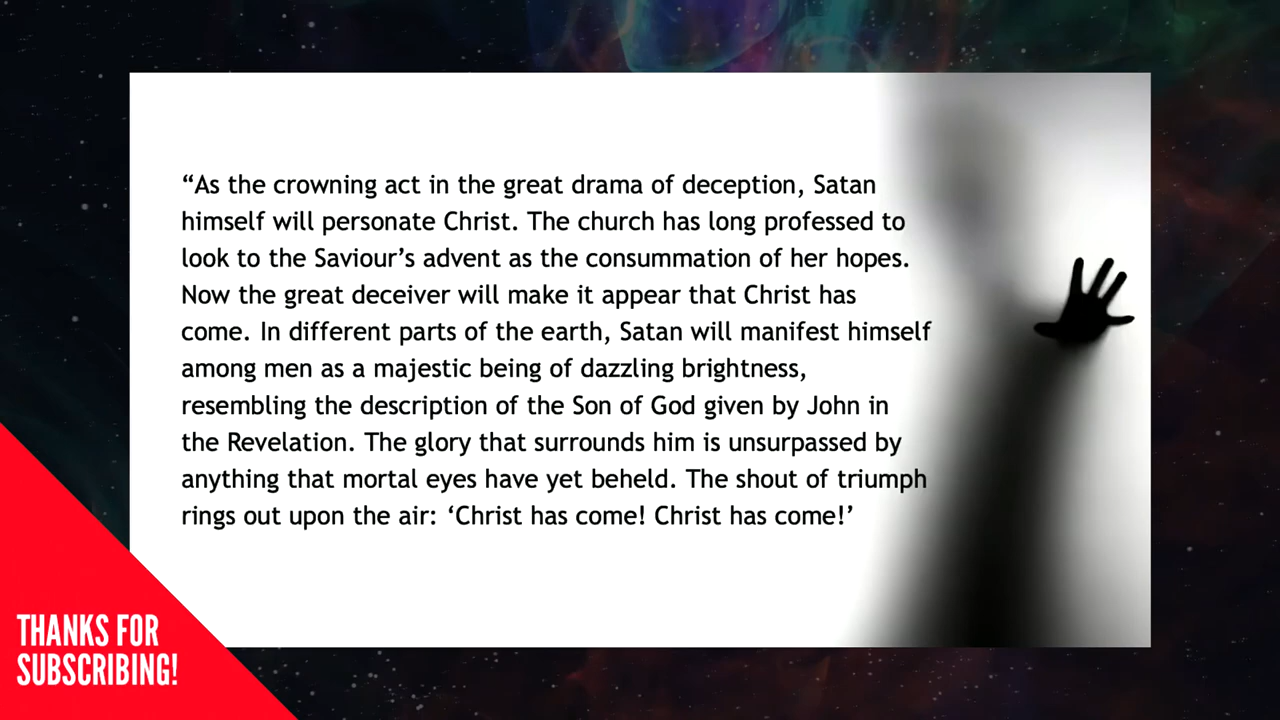 “As the crowning act in the great drama of deception, Satan
himself will personate Christ. The church has long professed to
look to the Saviour’s advent as the consummation of her hopes.
Now the great deceiver will make it appear that Christ has
come. In different parts of the earth, Satan will manifest himself
among men as a majestic being of dazzling brightness,
resembling the description of the Son of God given by John in
the Revelation. The glory that surrounds him is unsurpassed by
anything that mortal eyes have yet beheld. The shout of triumph
rings out upon the air: ‘Christ has come! Christ has come!’
THANKS FOR
SUBSCRIBING!